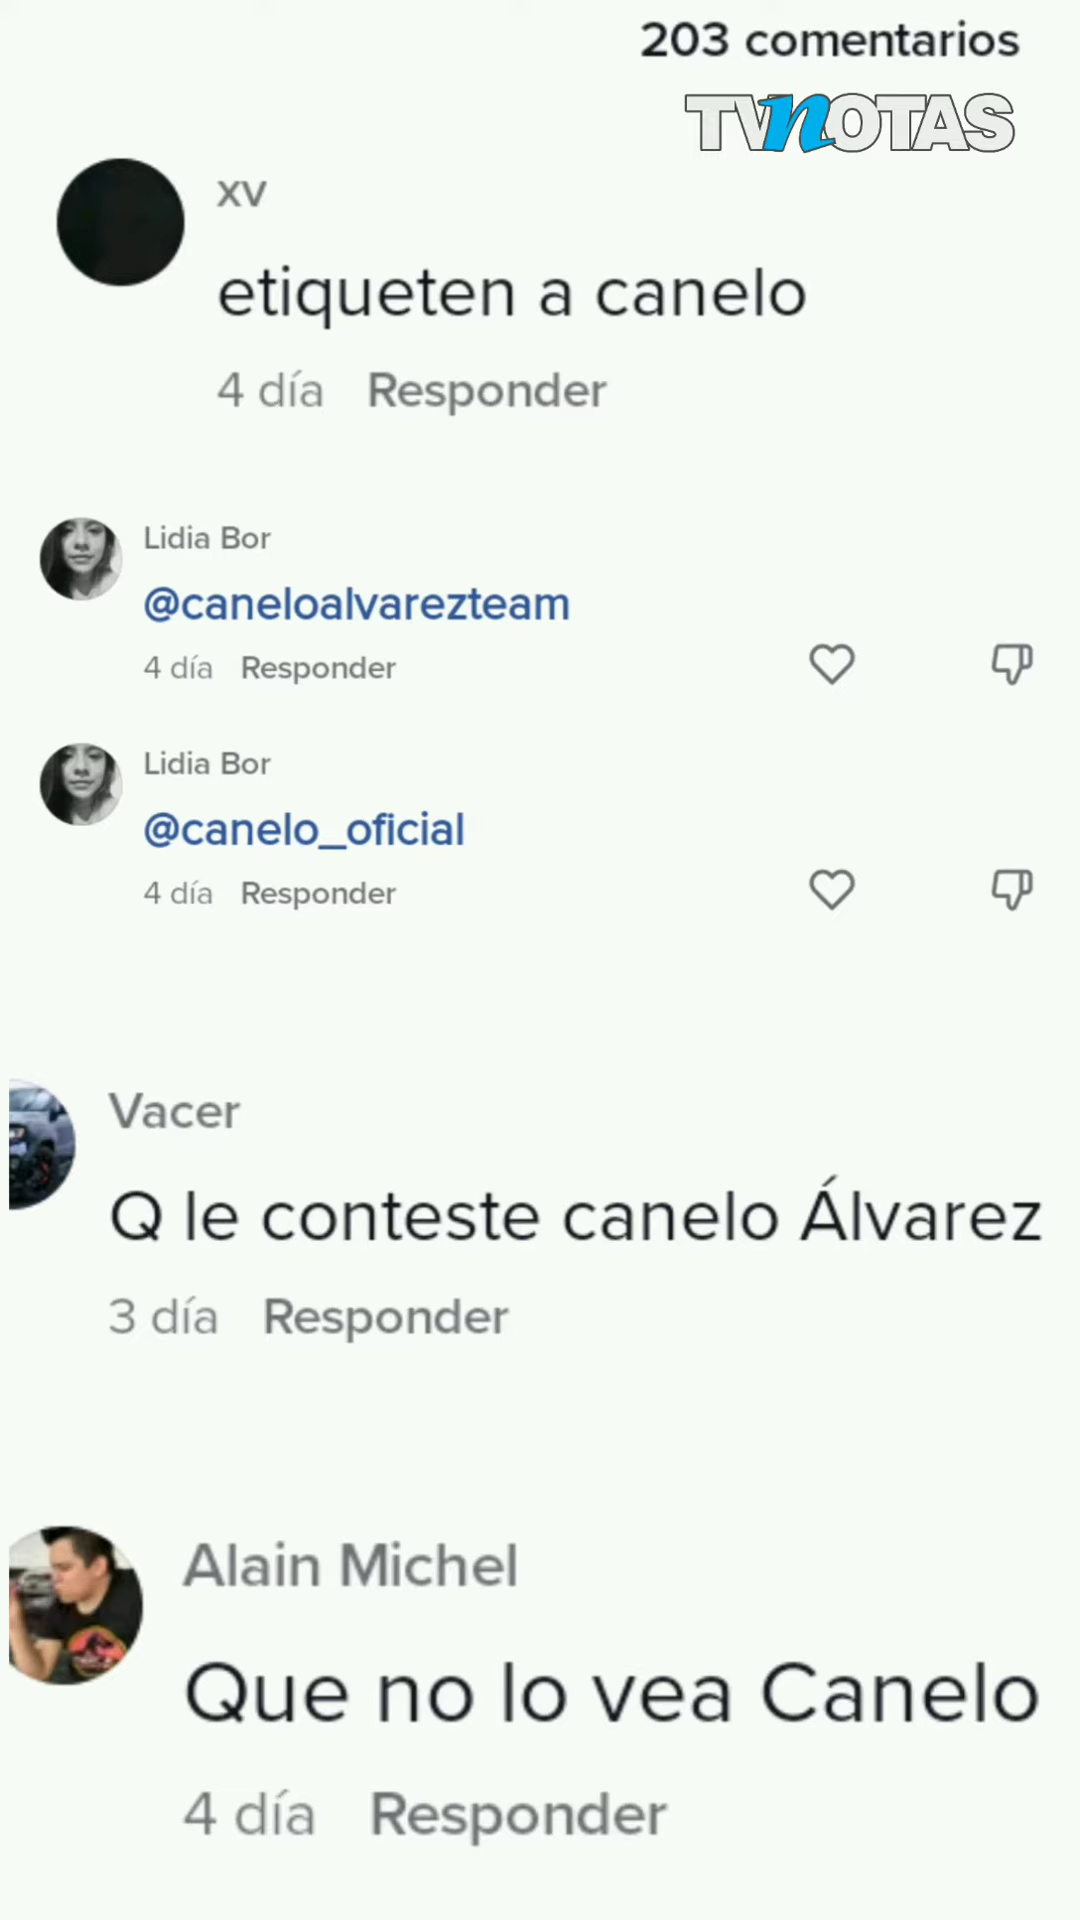 203 comentarios
TVnOTAS
xv
etiqueten a canelo
4 día Responder
Lidia Bor
@caneloalvarezteam
4 día Responder
Lidia Bor
@canelo_oficial
4 día Responder
Vacer
Q le conteste canelo Álvarez
3 día Responder
Alain Michel
Que no lo vea Canelo
4 día Responder